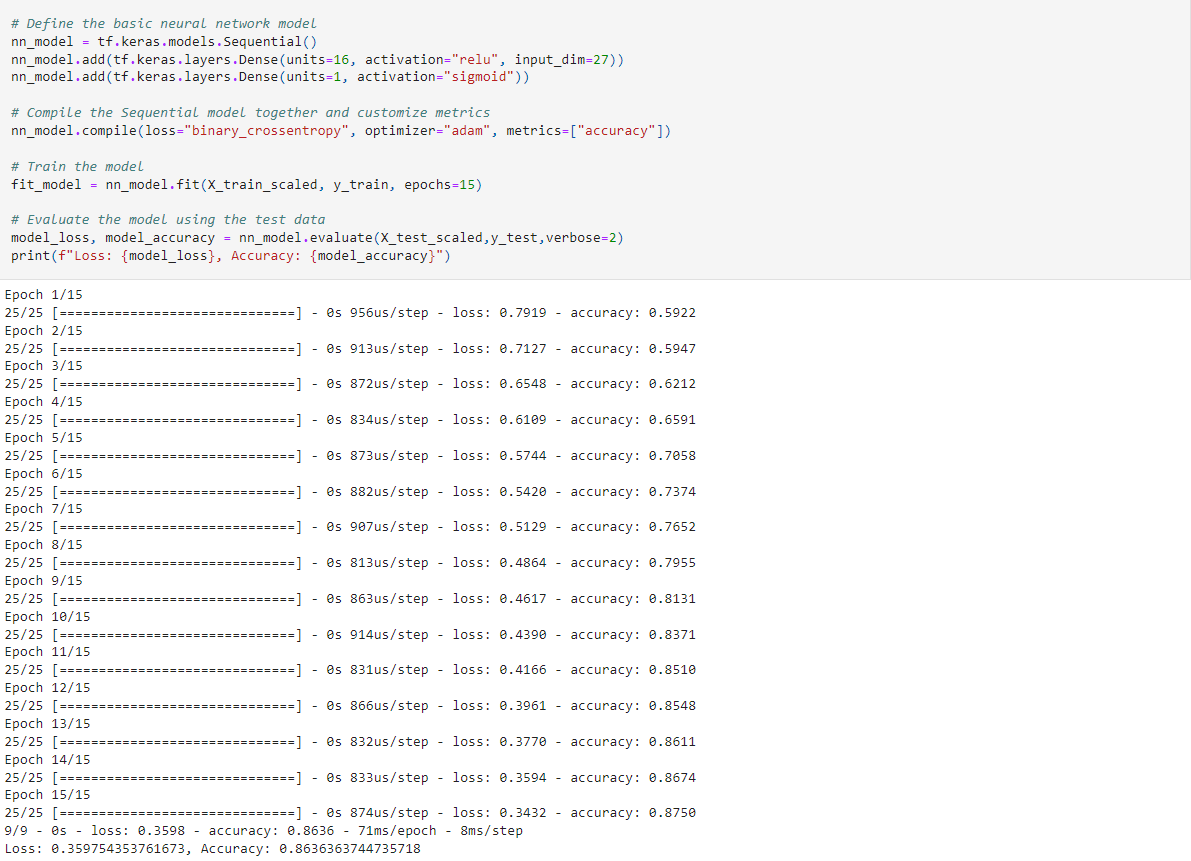 # Define the basic neural network model
nn_model = tf.keras.models.Sequential()
nn_model.add(tf.keras.layers.Dense(units=16, activation="relu", input_dim=27))
nn_model.add(tf.keras.layers.Dense(units=1, activation="sigmoid"))
# Compile the Sequential model together and customize metrics
nn_model.compile(loss="binary_crossentropy", optimizer="adam", metrics=["accuracy"])
# Train the model
fit_model = nn_model.fit(X_train_scaled, y_train, epochs=15)
# Evaluate the model using the test data
model_loss, model_accuracy = nn_model.evaluate(X_test_scaled,y_test,verbose=2)
print(f"Loss: {model_loss}, Accuracy: {model_accuracy}")
Epoch 1/15
25/25 [==============================] - 0s 956us/step - loss: 0.7919 - accuracy: 0.5922
Epoch 2/15
25/25 [==============================] - 0s 913us/step - loss: 0.7127 - accuracy: 0.5947
Epoch 3/15
25/25 [==============================] - 0s 872us/step - loss: 0.6548 - accuracy: 0.6212
Epoch 4/15
25/25 [==============================] - 0s 834us/step - loss: 0.6109 - accuracy: 0.6591
Epoch 5/15
25/25 [==============================] - 0s 873us/step - loss: 0.5744 - accuracy: 0.7058
Epoch 6/15
25/25 [==============================] - 0s 882us/step - loss: 0.5420 - accuracy: 0.7374
Epoch 7/15
25/25 [==============================] - 0s 907us/step - loss: 0.5129 - accuracy: 0.7652
Epoch 8/15
25/25 [==============================] - 0s 813us/step - loss: 0.4864 - accuracy: 0.7955
Epoch 9/15
25/25 [==============================] - 0s 863us/step - loss: 0.4617 - accuracy: 0.8131
Epoch 10/15
25/25 [==============================] - 0s 914us/step - loss: 0.4390 - accuracy: 0.8371
Epoch 11/15
25/25 [==============================] - 0s 831us/step - loss: 0.4166 - accuracy: 0.8510
Epoch 12/15
25/25 [==============================] - 0s 866us/step - loss: 0.3961 - accuracy: 0.8548
Epoch 13/15
25/25 [==============================] - 0s 832us/step - loss: 0.3770 - accuracy: 0.8611
Epoch 14/15
25/25 [==============================] - 0s 833us/step - loss: 0.3594 - accuracy: 0.8674
Epoch 15/15
25/25 [==============================] - 0s 874us/step - loss: 0.3432 - accuracy: 0.8750
9/9 - 0s - loss: 0.3598 - accuracy: 0.8636 - 71ms/epoch - 8ms/step
Loss: 0.359754353761673, Accuracy: 0.8636363744735718